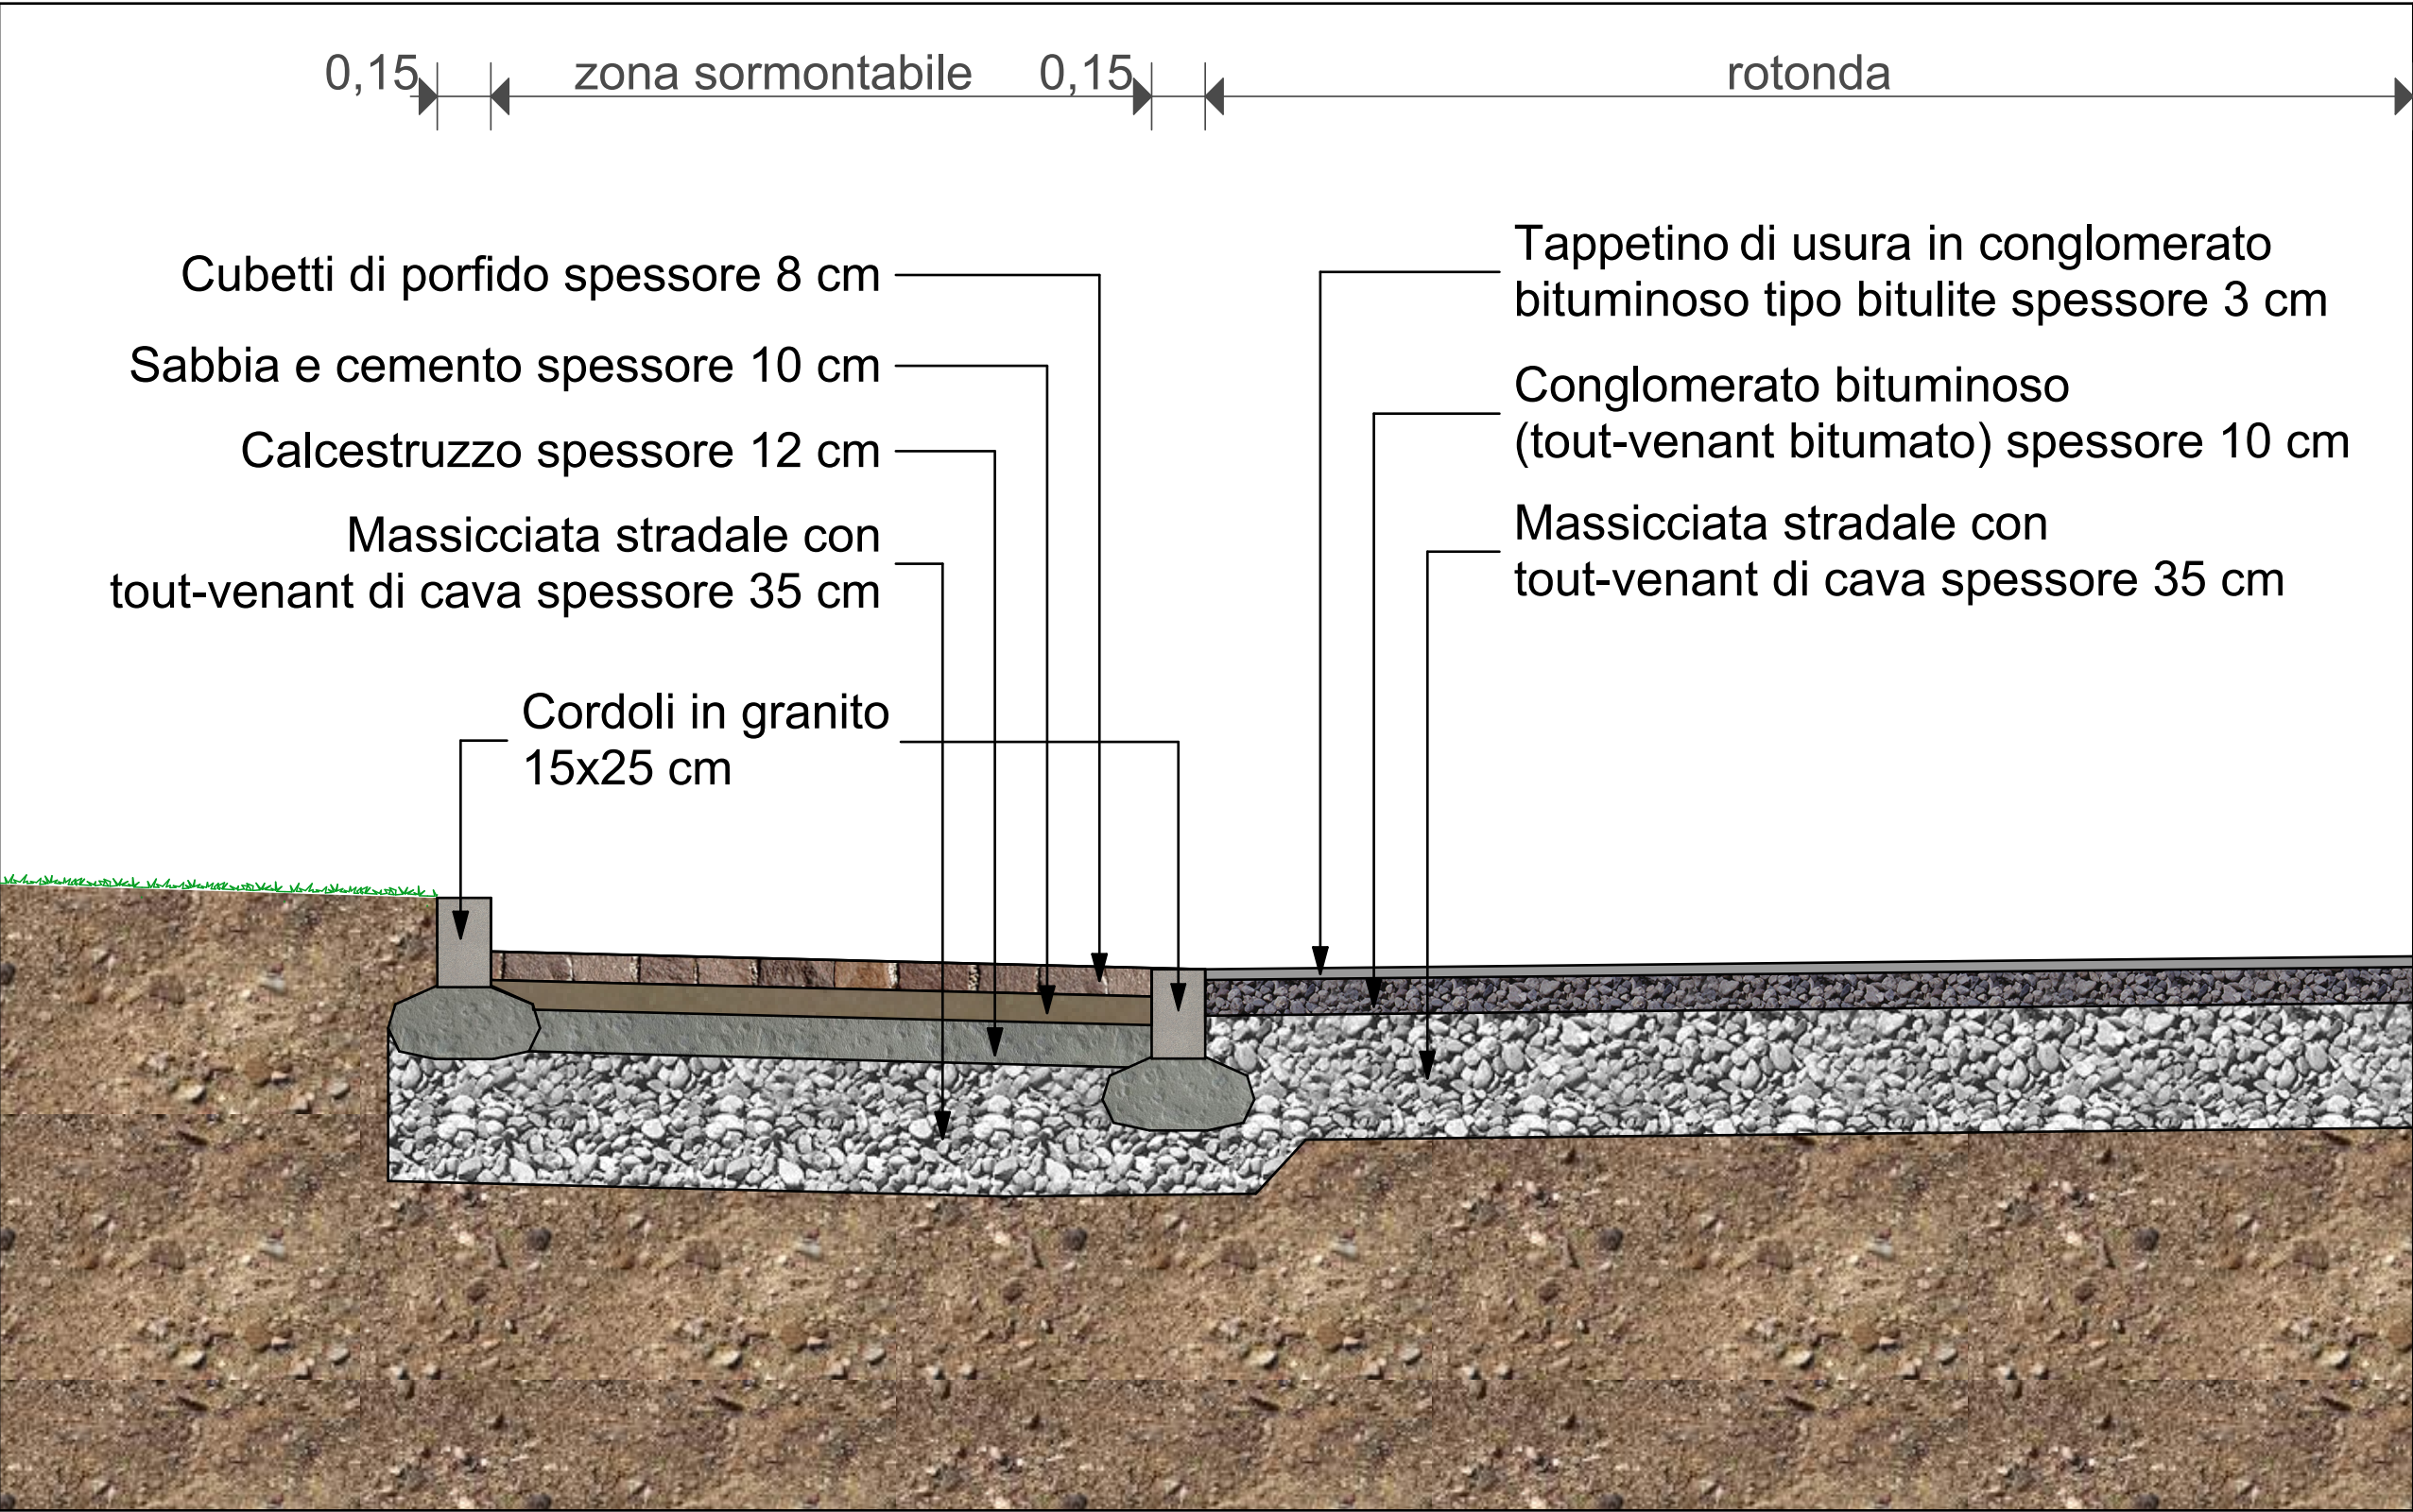 0,15 zona sormontabile 0,15 rotonda
Cubetti di porfido spessore 8 cm
Sabbia e cemento spessore 10 cm
Calcestruzzo spessore 12 cm
Massicciata stradale con
tout-venant di cava spessore 35 cm
Cordoli in granito
15x25 cm
Tappetino di usura in conglomerato
bituminoso tipo bitulite spessore 3 cm
Conglomerato bituminoso
(tout-venant bitumato) spessore 10 cm
Massicciata stradale con
tout-venant di cava spessore 35 cm